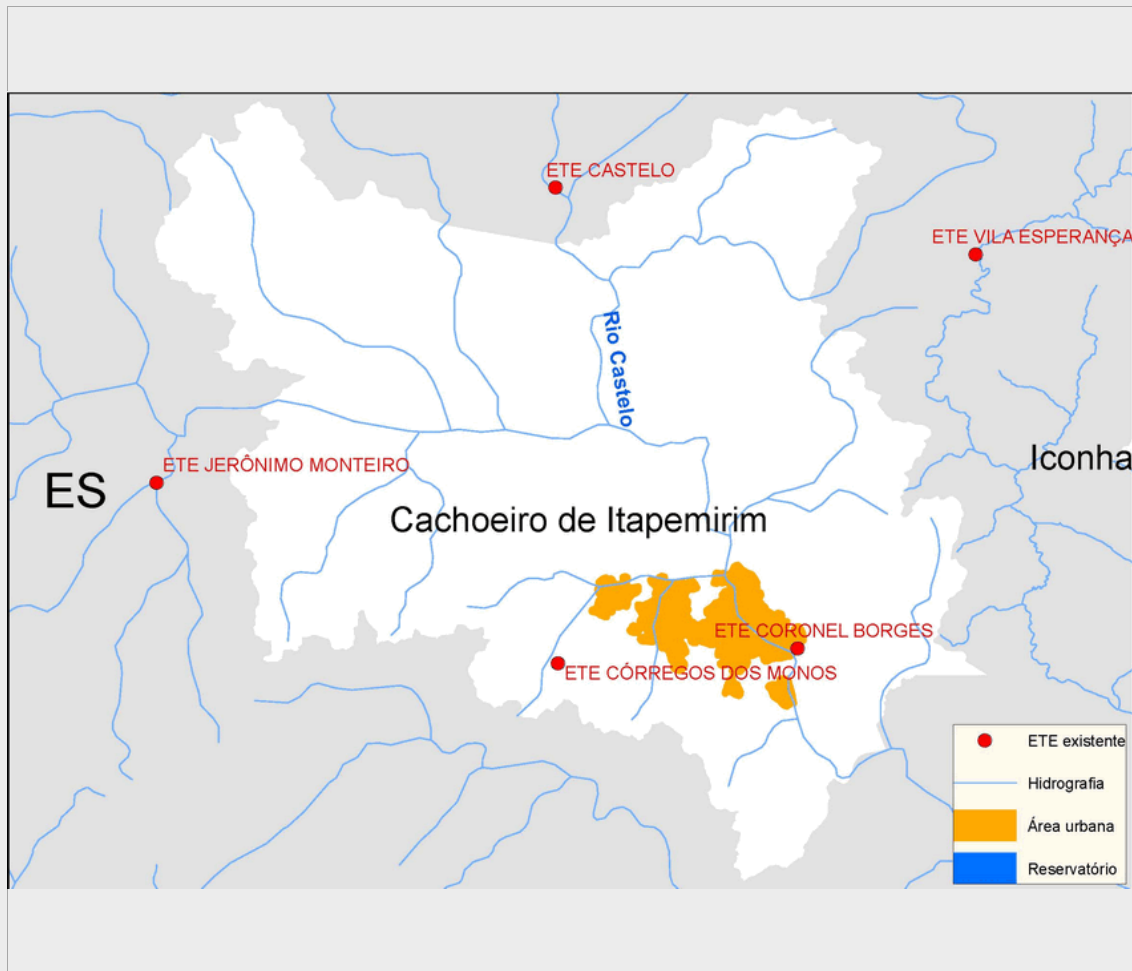 ETE CASTELO
ETE VILA ESPERANÇA
Rio Castelo
Iconha
ETE JERÔNIMO MONTEIRO
ES
Cachoeiro de Itapemirim
ETE CORONEL BORGES
ETE CÓRREGOS DOS MONOS
ETE existente
Hidrografia
Área urbana
Reservatório